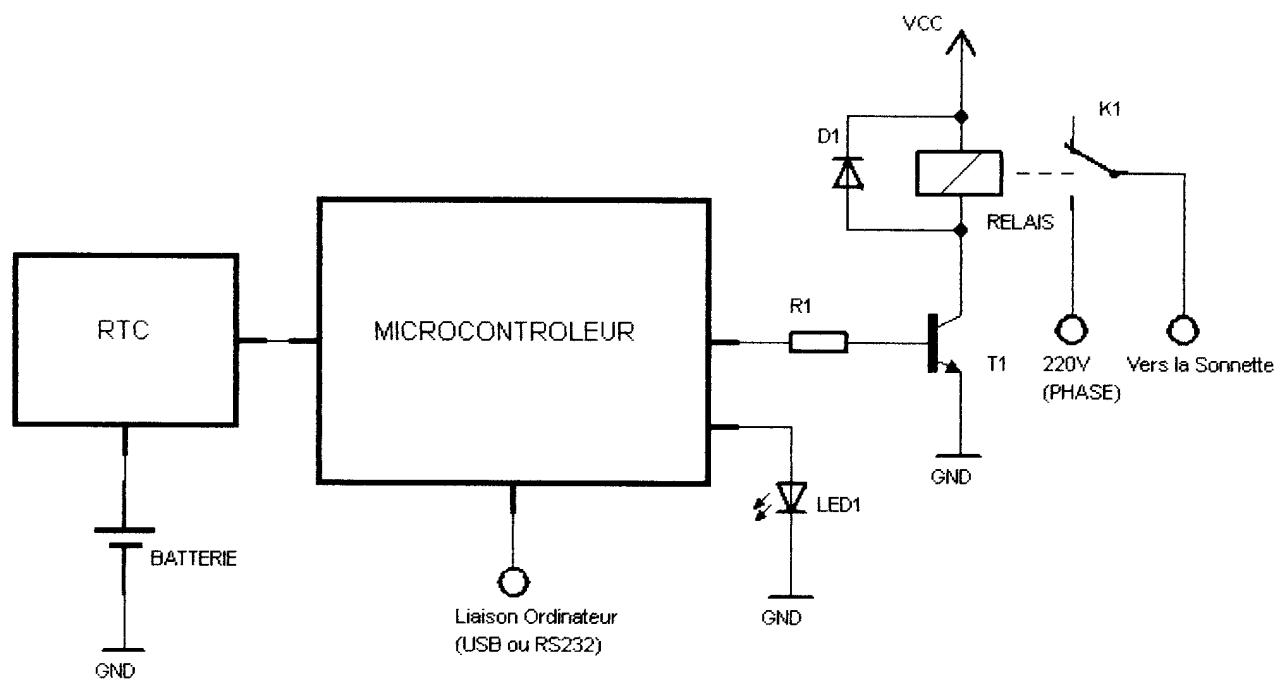 VCC
K1
D1
RELAIS
RTC
MICROCONTROLEUR
R1
T1
220V
(PHASE)
Vers la Sonnette
GND
LED1
BATTERIE
GND
Liaison Ordinateur
(USB ou RS232)
GND